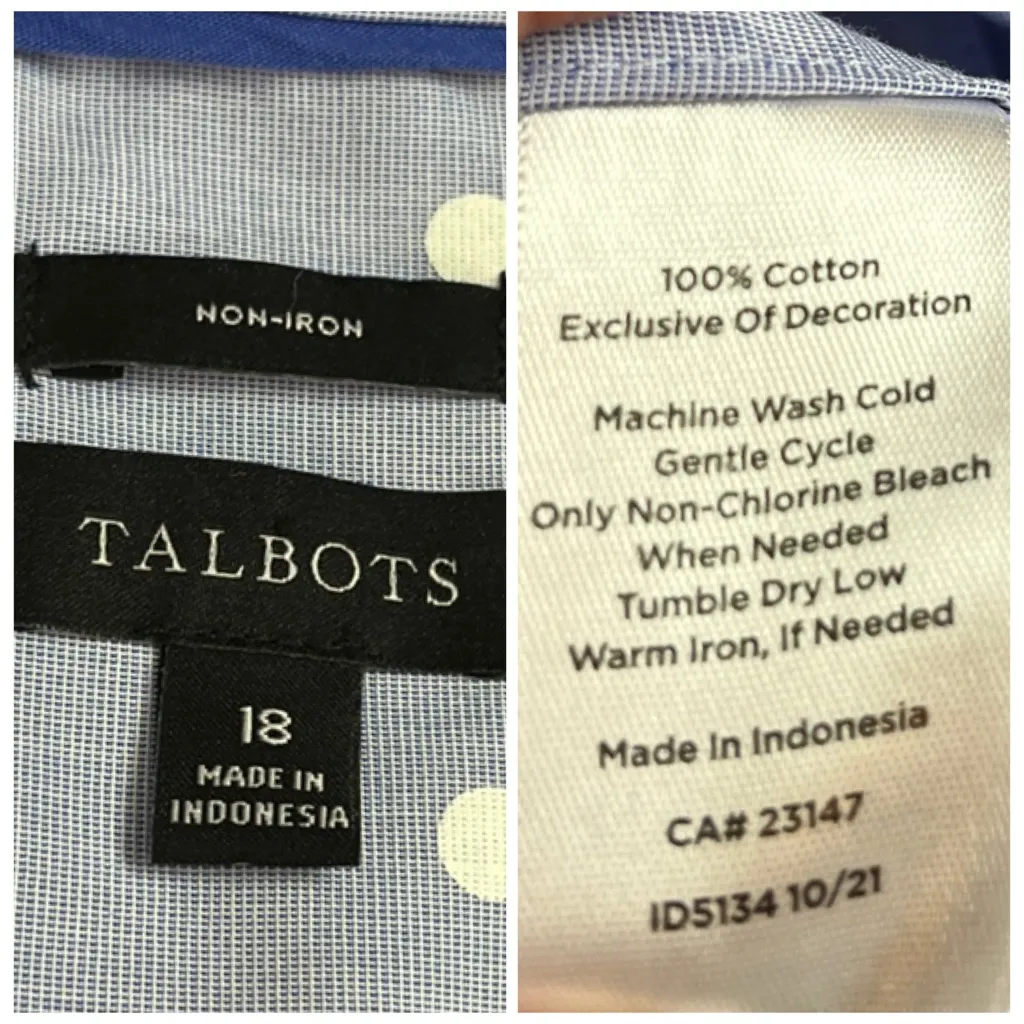 NON-IRON
TALBOTS
18
MADE IN
INDONESIA
100% Cotton
Exclusive Of Decoration
Machine Wash Cold
Gentle Cycle
Only Non-Chlorine Bleach
When Needed
Tumble Dry Low
Warm Iron, If Needed
Made In Indonesia
CA# 23147
ID5134 10/21